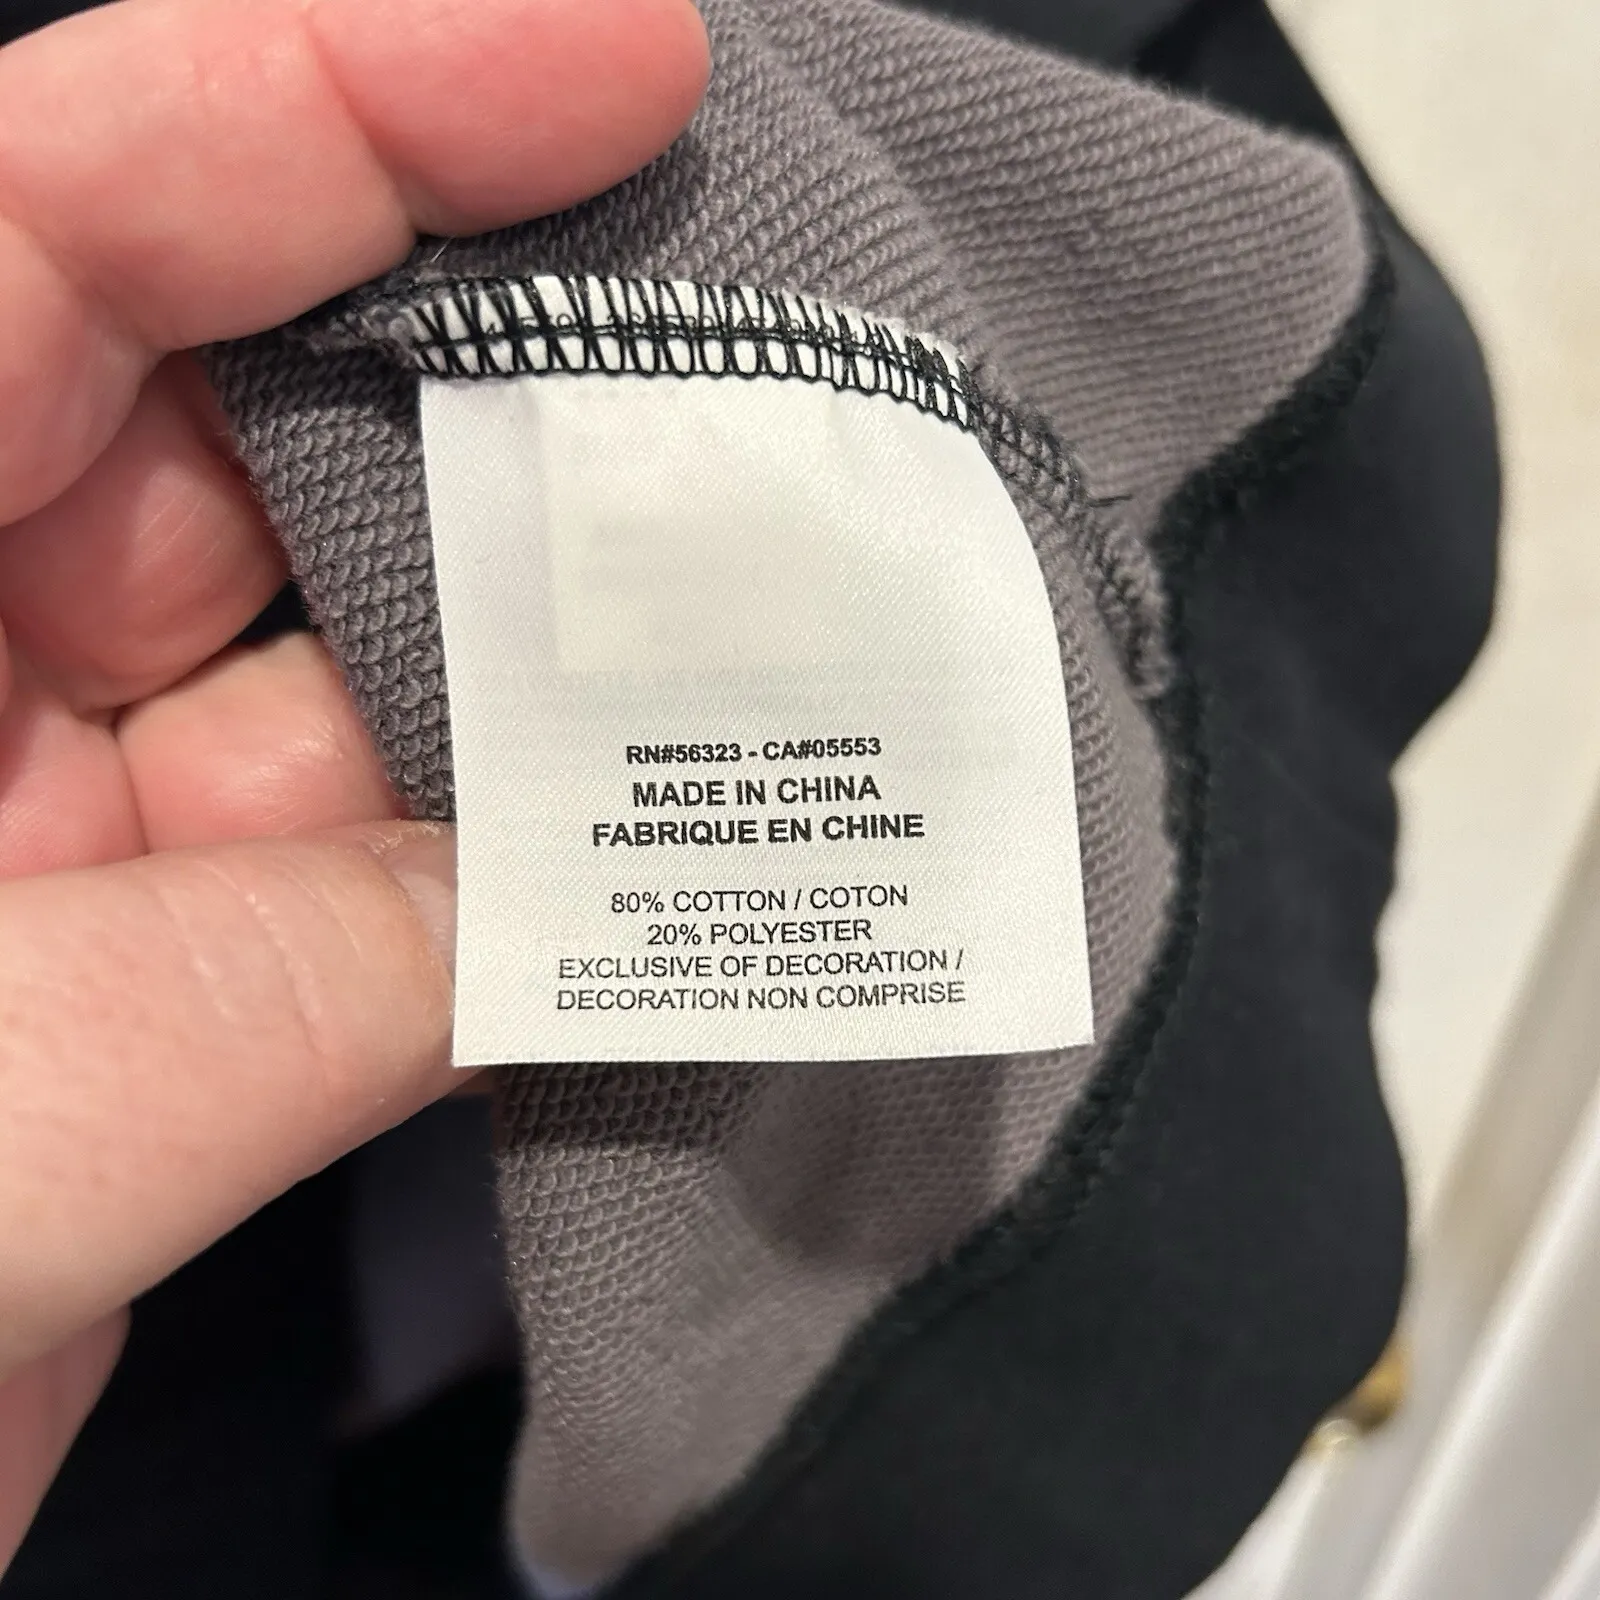 RN#56323 - CA#05553
MADE IN CHINA
FABRIQUE EN CHINE
80% COTTON / COTON
20% POLYESTER
EXCLUSIVE OF DECORATION /
DECORATION NON COMPRISE